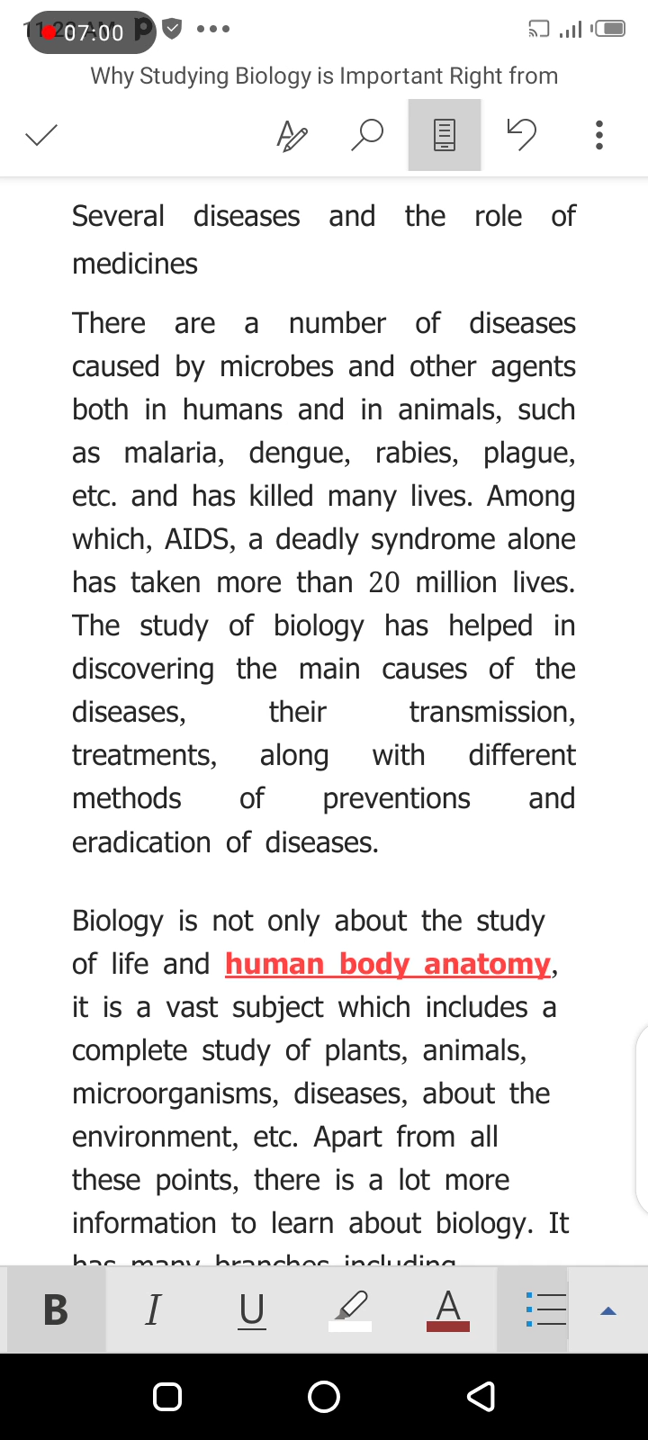 07:00
Why Studying Biology is Important Right from
Several diseases and the role of
medicines
There are a number of diseases
caused by microbes and other agents
both in humans and in animals, such
as malaria, dengue, rabies, plague,
etc. and has killed many lives. Among
which, AIDS, a deadly syndrome alone
has taken more than 20 million lives.
The study of biology has helped in
discovering the main causes of the
diseases, their transmission,
treatments, along with different
methods of preventions and
eradication of diseases.
Biology is not only about the study
of life and human body anatomy,
it is a vast subject which includes a
complete study of plants, animals,
microorganisms, diseases, about the
environment, etc. Apart from all
these points, there is a lot more
information to learn about biology. It
has many branches including
B I U A